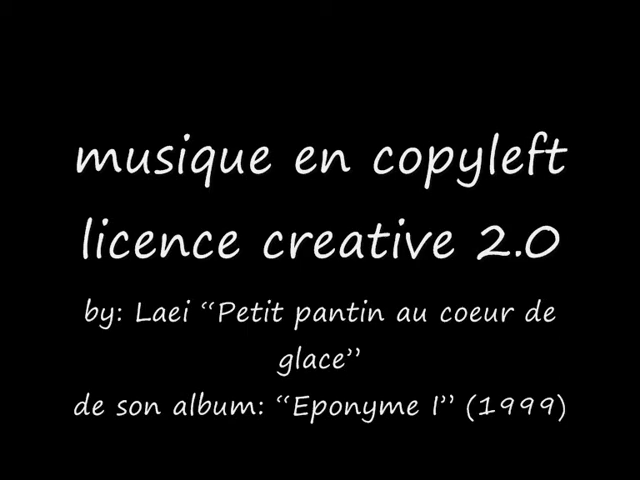 musique en copyleft
licence creative 2.0
by: Laei “Petit pantin au coeur de
glace”
de son album: “Eponyme I” (1999)